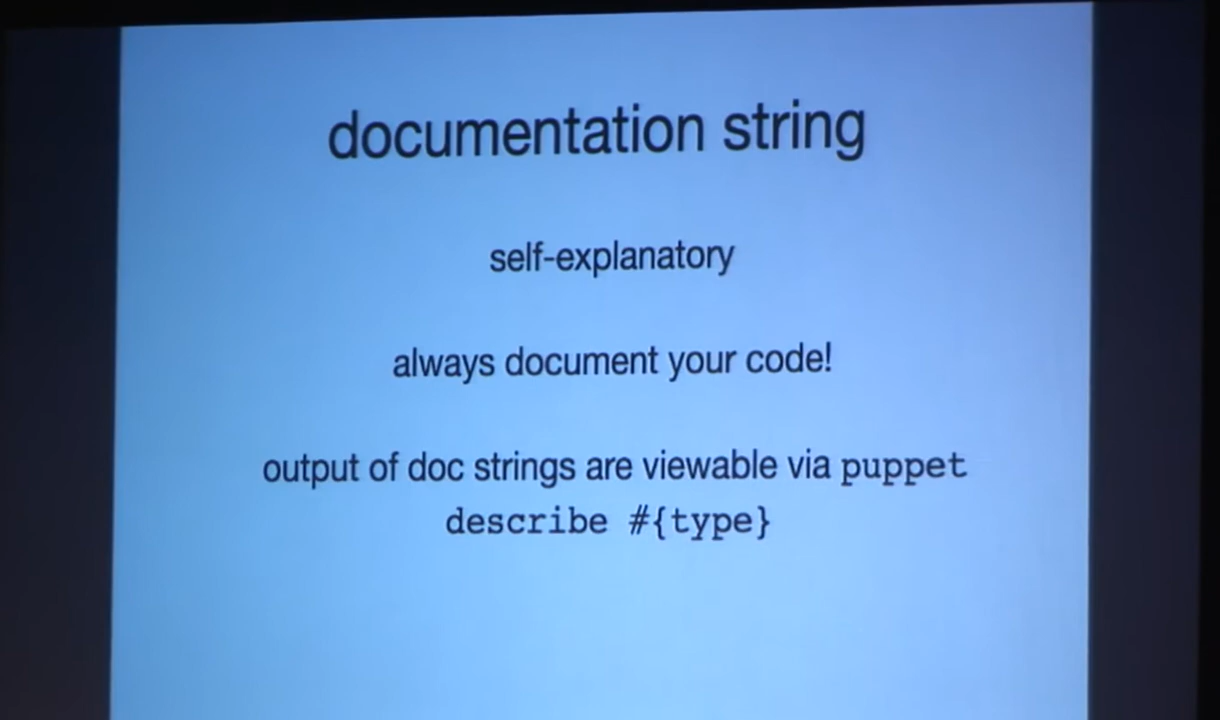 documentation string
self-explanatory
always document your code!
output of doc strings are viewable via puppet
describe #{type}